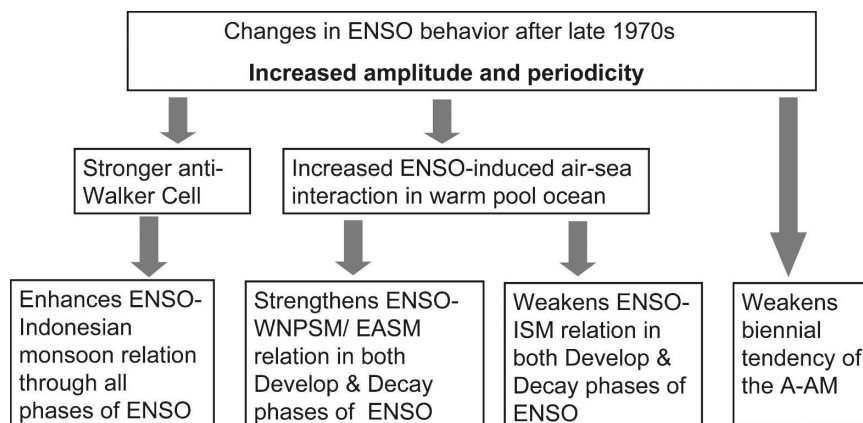 Changes in ENSO behavior after late 1970s
Increased amplitude and periodicity
Stronger anti-
Walker Cell
Increased ENSO-induced air-sea
interaction in warm pool ocean
Enhances ENSO-
Indonesian
monsoon relation
through all
phases of ENSO
Strengthens ENSO-
WNPSM/ EASM
relation in both
Develop & Decay
phases of ENSO
Weakens ENSO-
ISM relation in
both Develop &
Decay phases of
ENSO
Weakens
biennial
tendency of
the A-AM